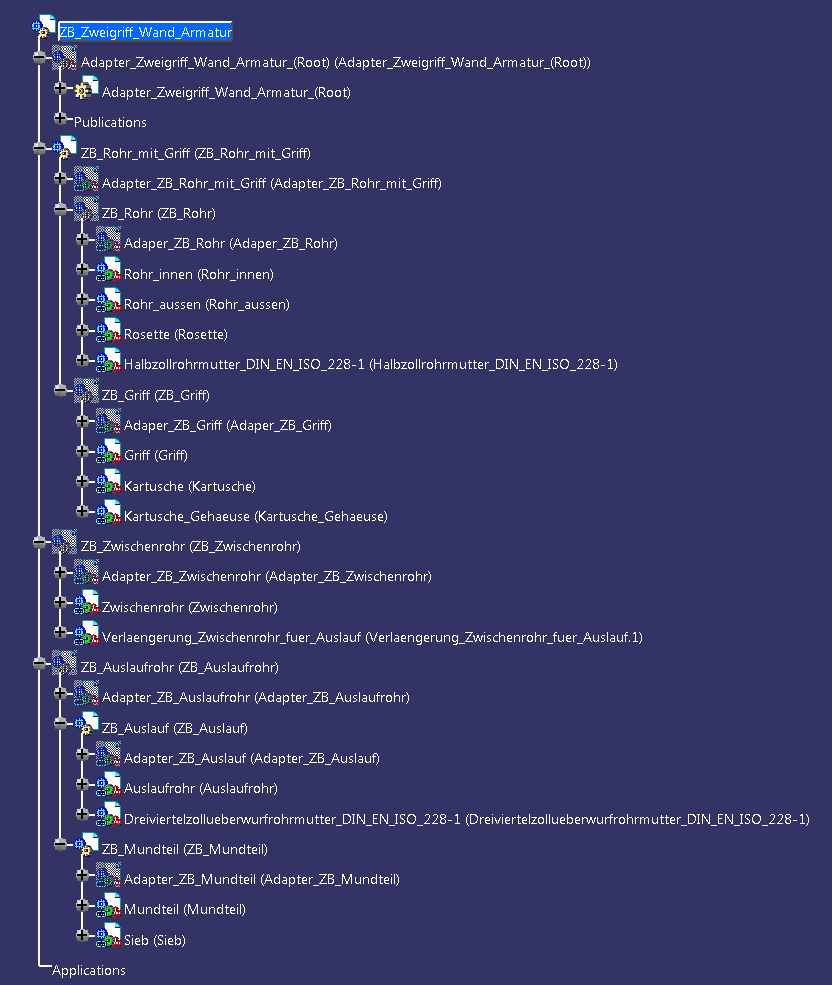 ZB_Zweigriff_Wand_Armatur
Adapter_Zweigriff_Wand_Armatur_(Root) (Adapter_Zweigriff_Wand_Armatur_(Root))
Adapter_Zweigriff_Wand_Armatur_(Root)
Publications
ZB_Rohr_mit_Griff (ZB_Rohr_mit_Griff)
Adapter_ZB_Rohr_mit_Griff (Adapter_ZB_Rohr_mit_Griff)
ZB_Rohr (ZB_Rohr)
Adaper_ZB_Rohr (Adaper_ZB_Rohr)
Rohr_innen (Rohr_innen)
Rohr_aussen (Rohr_aussen)
Rosette (Rosette)
Halbzollrohrmutter_DIN_EN_ISO_228-1 (Halbzollrohrmutter_DIN_EN_ISO_228-1)
ZB_Griff (ZB_Griff)
Adaper_ZB_Griff (Adaper_ZB_Griff)
Griff (Griff)
Kartusche (Kartusche)
Kartusche_Gehaeuse (Kartusche_Gehaeuse)
ZB_Zwischenrohr (ZB_Zwischenrohr)
Adapter_ZB_Zwischenrohr (Adapter_ZB_Zwischenrohr)
Zwischenrohr (Zwischenrohr)
Verlaengerung_Zwischenrohr_fuer_Auslauf (Verlaengerung_Zwischenrohr_fuer_Auslauf.1)
ZB_Auslaufrohr (ZB_Auslaufrohr)
Adapter_ZB_Auslaufrohr (Adapter_ZB_Auslaufrohr)
ZB_Auslauf (ZB_Auslauf)
Adapter_ZB_Auslauf (Adapter_ZB_Auslauf)
Auslaufrohr (Auslaufrohr)
Dreiviertelzollueberwurfrohrmutter_DIN_EN_ISO_228-1 (Dreiviertelzollueberwurfrohrmutter_DIN_EN_ISO_228-1)
ZB_Mundteil (ZB_Mundteil)
Adapter_ZB_Mundteil (Adapter_ZB_Mundteil)
Mundteil (Mundteil)
Sieb (Sieb)
Applications